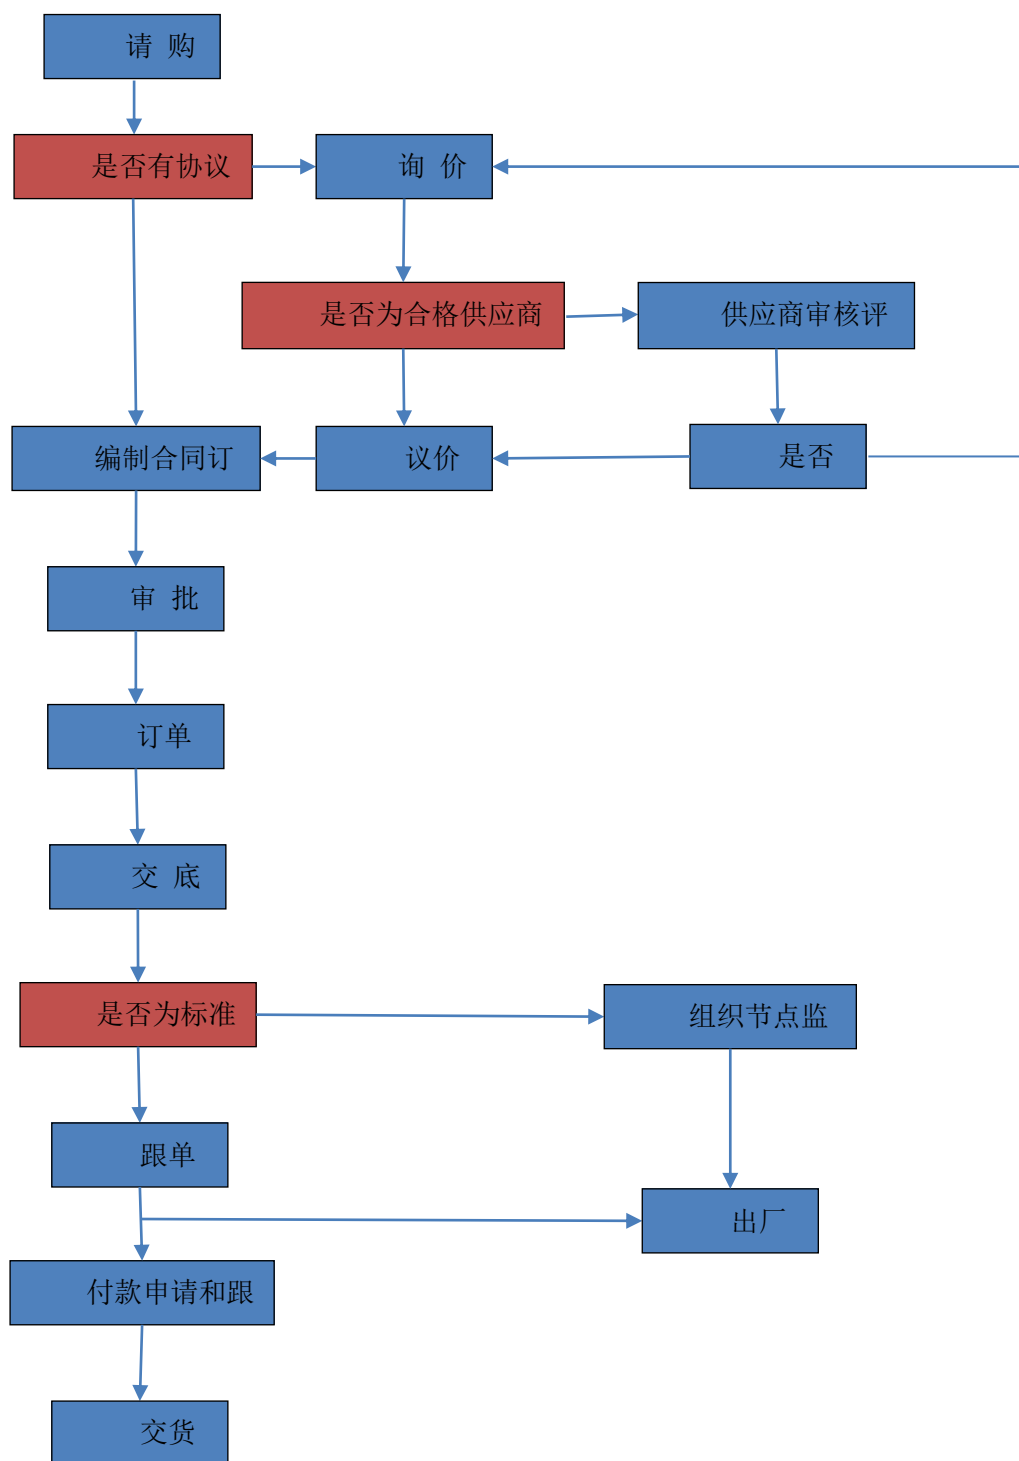 请 购
是否有协议
询 价
是否为合格供应商
供应商审核评
编制合同订
议价
是否
审 批
订单
交 底
是否为标准
组织节点监
跟单
出厂
付款申请和跟
交货